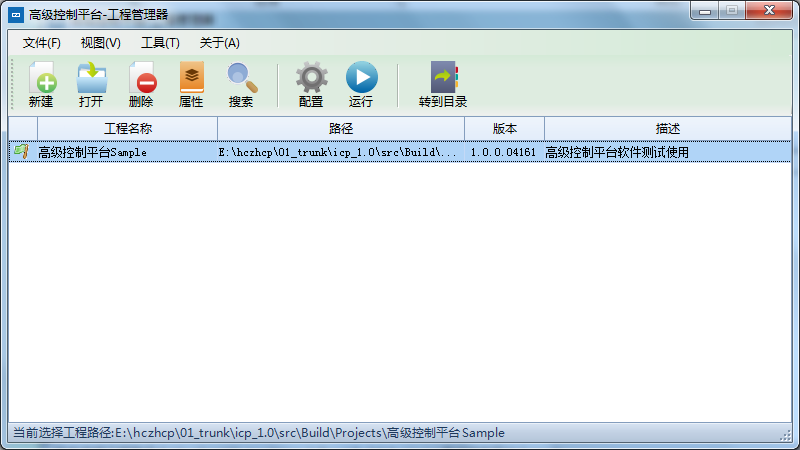 高级控制平台-工程管理器
文件(F) 视图(V) 工具(T) 关于(A)
新建 打开 删除 属性 搜索 配置 运行 转到目录
工程名称 路径 版本 描述
高级控制平台Sample E:\hczhcp\01_trunk\icp_1.0\src\Build\... 1.0.0.04161 高级控制平台软件测试使用
当前选择工程路径:E:\hczhcp\01_trunk\icp_1.0\src\Build\Projects\高级控制平台Sample